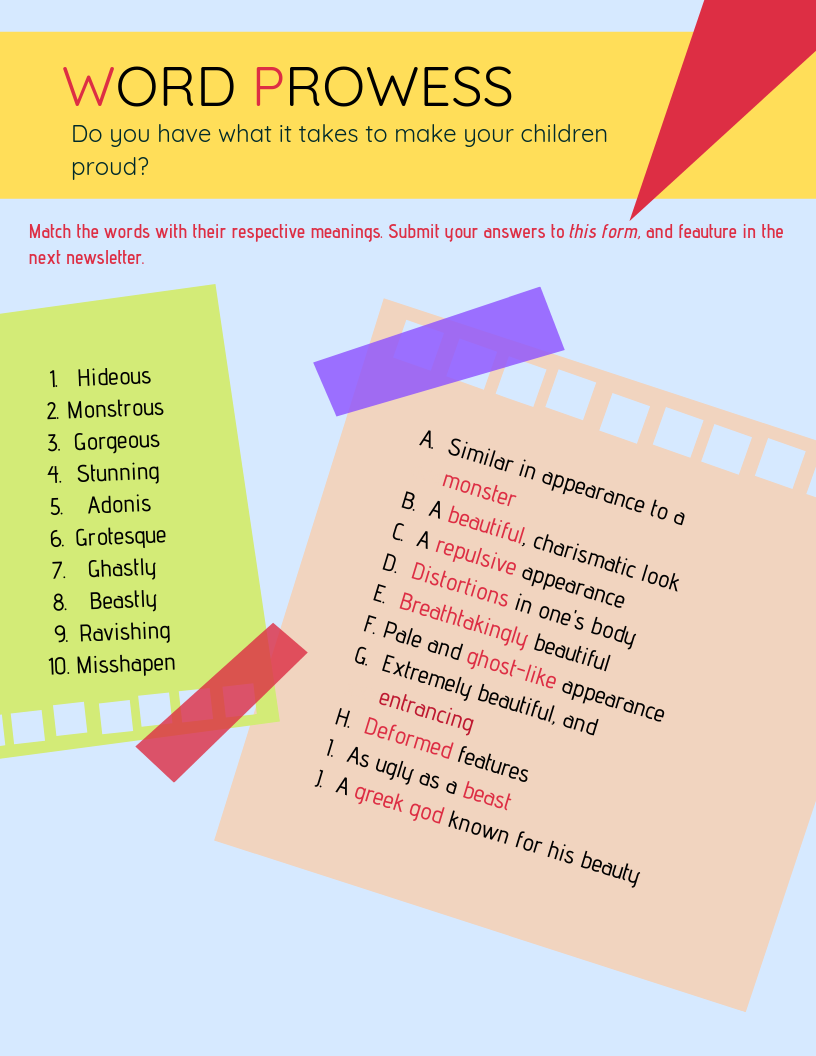 WORD PROWESS
Do you have what it takes to make your children
proud?
Match the words with their respective meanings. Submit your answers to this form, and feauture in the
next newsletter.
1. Hideous
2. Monstrous
3. Gorgeous
4. Stunning
5. Adonis
6. Grotesque
7. Ghastly
8. Beastly
9. Ravishing
10. Misshapen
A. Similar in appearance to a
monster
B. A beautiful, charismatic look
C. A repulsive appearance
D. Distortions in one's body
E. Breathtakingly beautiful
F. Pale and ghost-like appearance
G. Extremely beautiful, and
entrancing
H. Deformed features
I. As ugly as a beast
J. A greek god known for his beauty